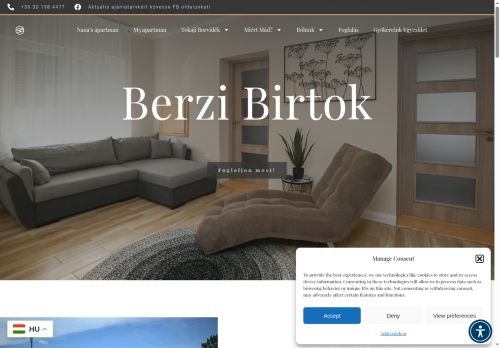 +36 30 198 4477 Aktuális ajánlatainkért kövesse FB oldalunkat!
Nana's apartman My apartman Tokaji Borvidék Miért Mád? Rólunk Foglalás Gyökereink Egyesület
Berzi Birtok
Foglaljon most!
Manage Consent
To provide the best experiences, we use technologies like cookies to store and/or access
device information. Consenting to these technologies will allow us to process data such as
browsing behavior or unique IDs on this site. Not consenting or withdrawing consent,
may adversely affect certain features and functions.
Accept Deny View preferences
Adatvédelem
HU